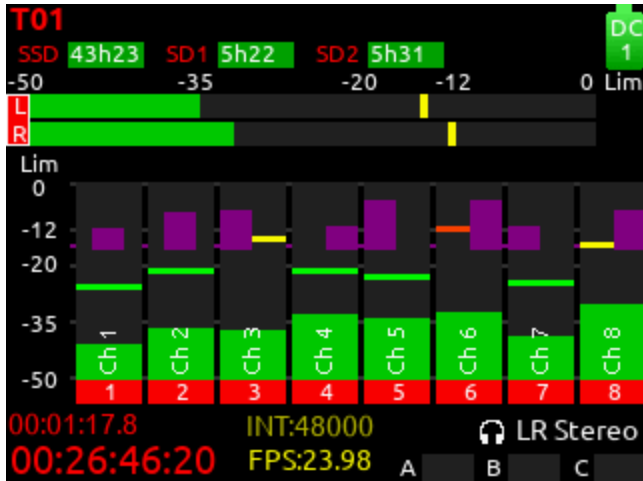 T01
DC
1
SSD 43h23 SD1 5h22 SD2 5h31
-50 -35 -20 -12 0 Lim
L
R
Lim
0
-12
-20
-35
-50
Ch 1 Ch 2 Ch 3 Ch 4 Ch 5 Ch 6 Ch 7 Ch 8
1 2 3 4 5 6 7 8
00:01:17.8 INT:48000 LR Stereo
00:26:46:20 FPS:23.98 A B C